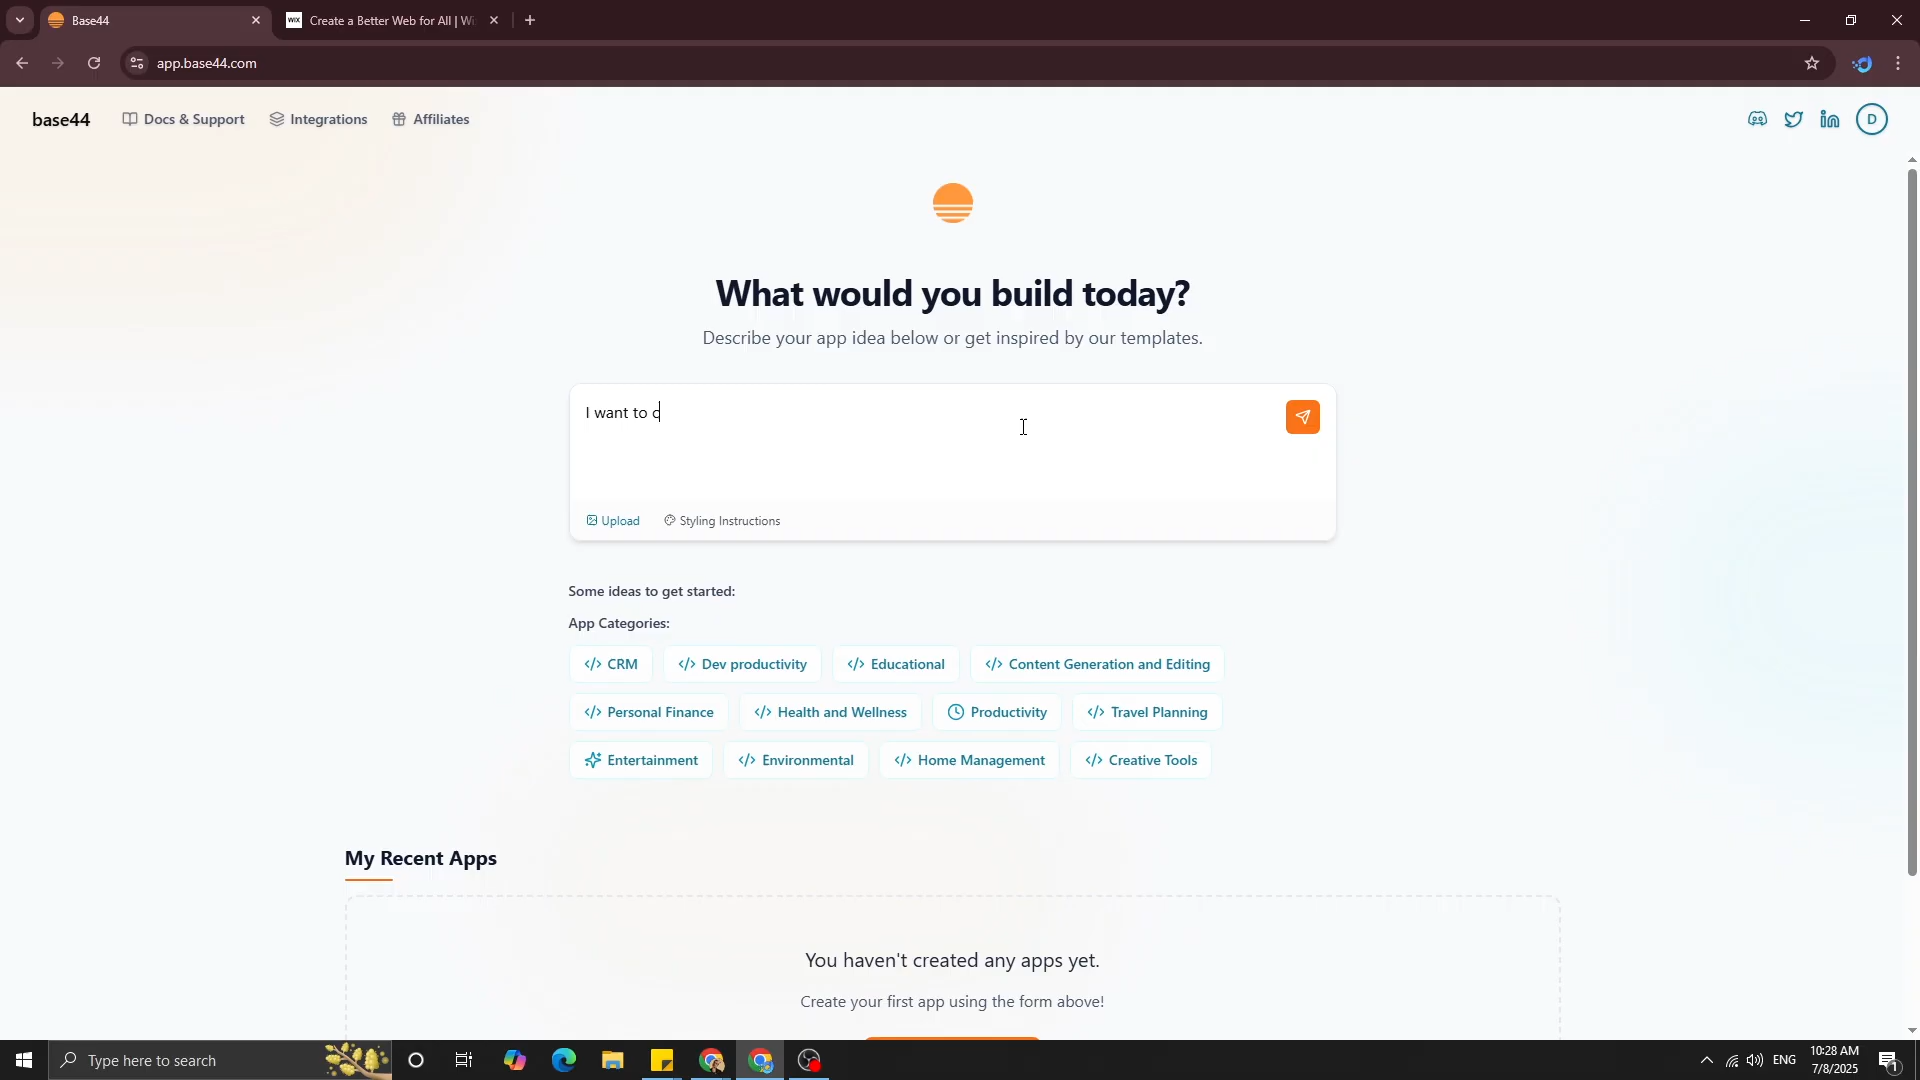 Base44
WIX Create a Better Web for All | Wi
app.base44.com
base44 Docs & Support Integrations Affiliates D
What would you build today?
Describe your app idea below or get inspired by our templates.
I want to c
Upload Styling Instructions
Some ideas to get started:
App Categories:
</> CRM </> Dev productivity </> Educational </> Content Generation and Editing
</> Personal Finance </> Health and Wellness Productivity </> Travel Planning
Entertainment </> Environmental </> Home Management </> Creative Tools
My Recent Apps
You haven't created any apps yet.
Create your first app using the form above!
Type here to search ENG 10:28 AM
7/8/2025 1